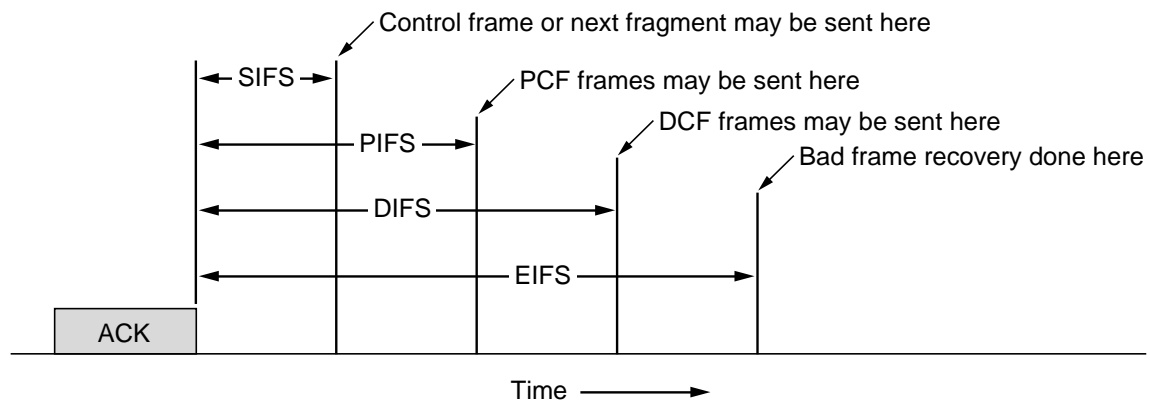 Control frame or next fragment may be sent here
SIFS
PCF frames may be sent here
PIFS
DCF frames may be sent here
Bad frame recovery done here
DIFS
EIFS
ACK
Time